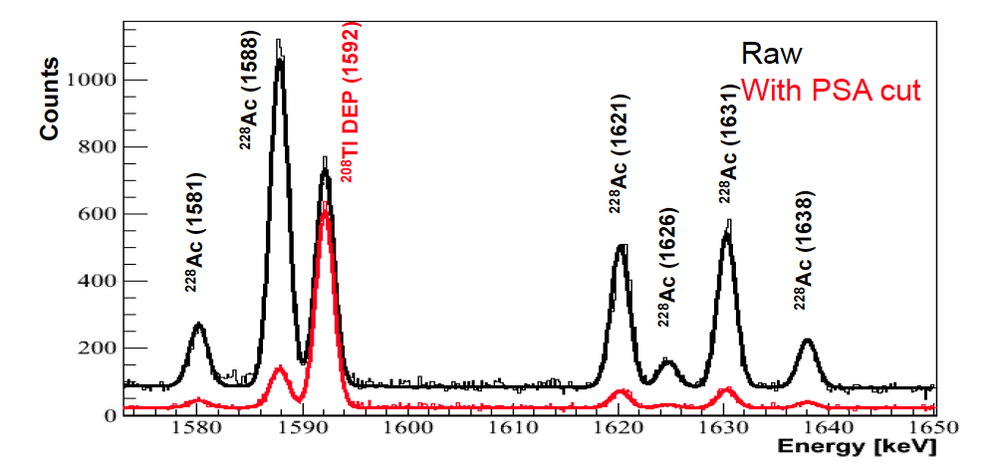 Raw
With PSA cut
Counts
1000
800
600
400
200
0
²²⁸Ac (1581)
²²⁸Ac (1588)
²⁰⁸Tl DEP (1592)
²²⁸Ac (1621)
²²⁸Ac (1626)
²²⁸Ac (1631)
²²⁸Ac (1638)
1580 1590 1600 1610 1620 1630 1640 1650
Energy [keV]